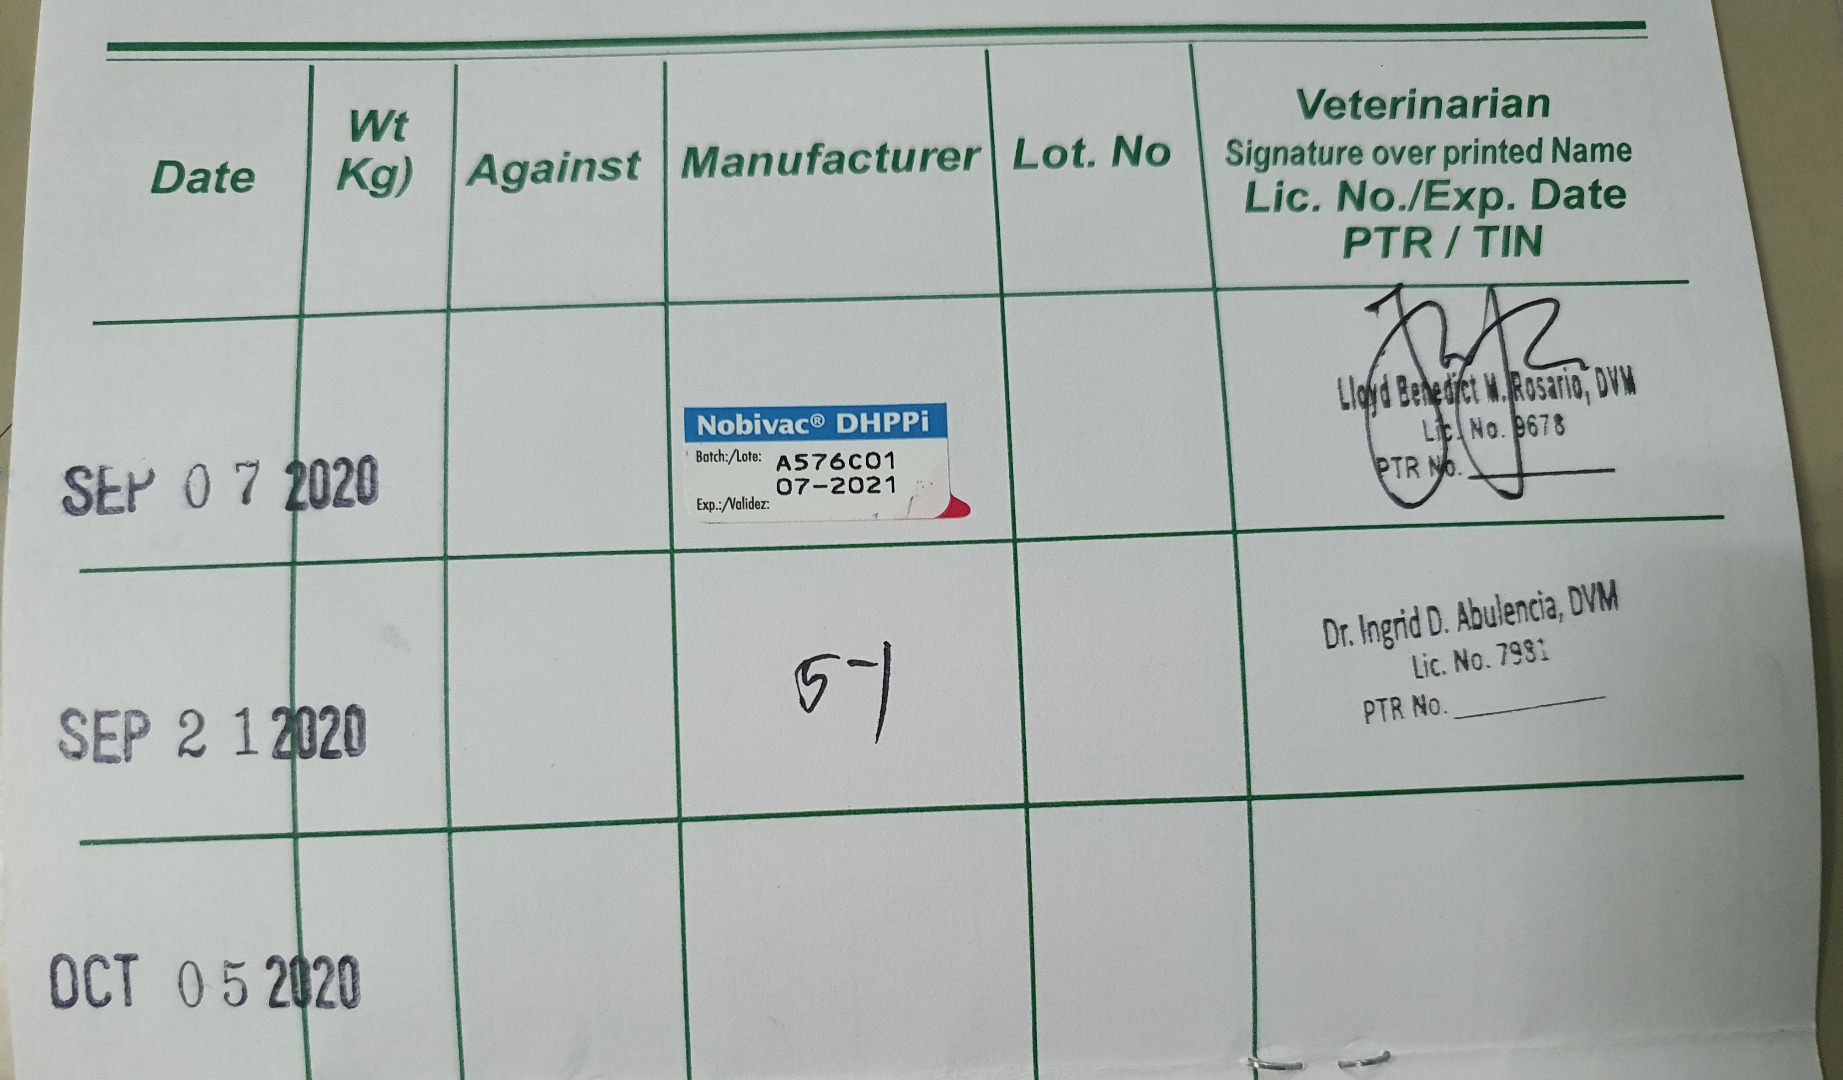 Date
Wt
Kg)
Against
Manufacturer
Lot. No
Veterinarian
Signature over printed Name
Lic. No./Exp. Date
PTR / TIN
SEP 07 2020
Nobivac® DHPPi
Batch:/Lote: A576C01
07-2021
Exp.:/Validez:
Lloyd Benedict M. Rosario, DVM
Lic. No. 9678
PTR No.
SEP 21 2020
5-1
Dr. Ingrid D. Abulencia, DVM
Lic. No. 7981
PTR No.
OCT 05 2020